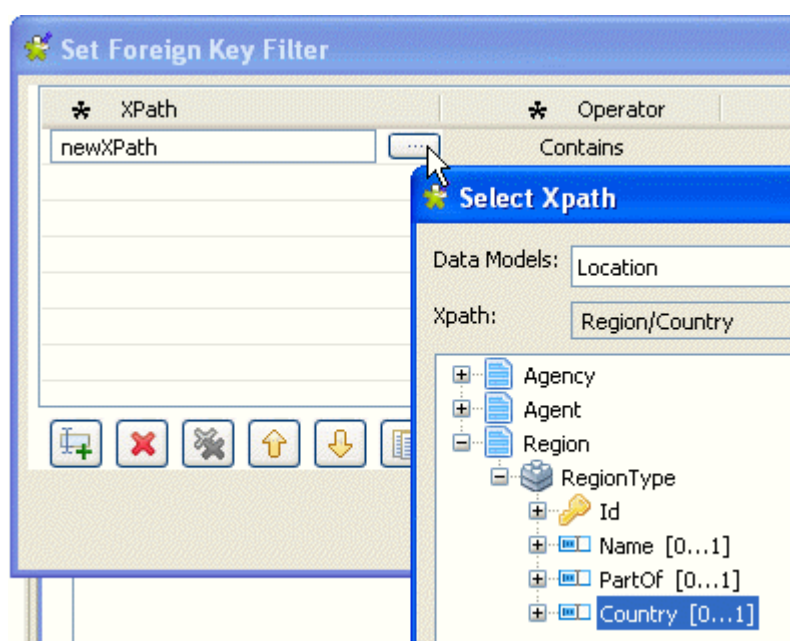 Set Foreign Key Filter
* XPath * Operator
newXPath ... Contains
Select Xpath
Data Models: Location
Xpath: Region/Country
Agency
Agent
Region
RegionType
Id
Name [0...1]
PartOf [0...1]
Country [0...1]